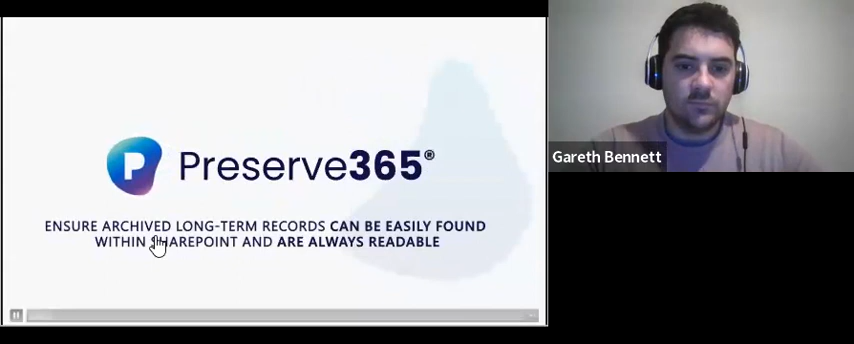 P Preserve365®
ENSURE ARCHIVED LONG-TERM RECORDS CAN BE EASILY FOUND
WITHIN SHAREPOINT AND ARE ALWAYS READABLE
Gareth Bennett